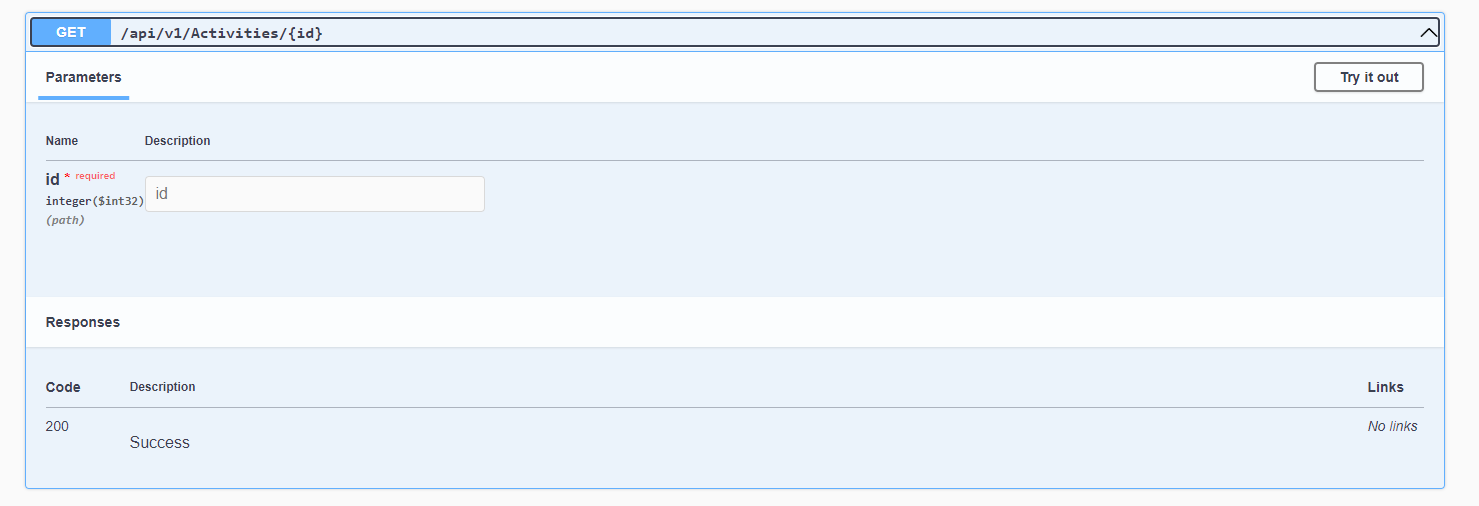 GET /api/v1/Activities/{id}
Parameters Try it out
Name Description
id * required
integer($int32)
(path)
id
Responses
Code Description Links
200 Success No links